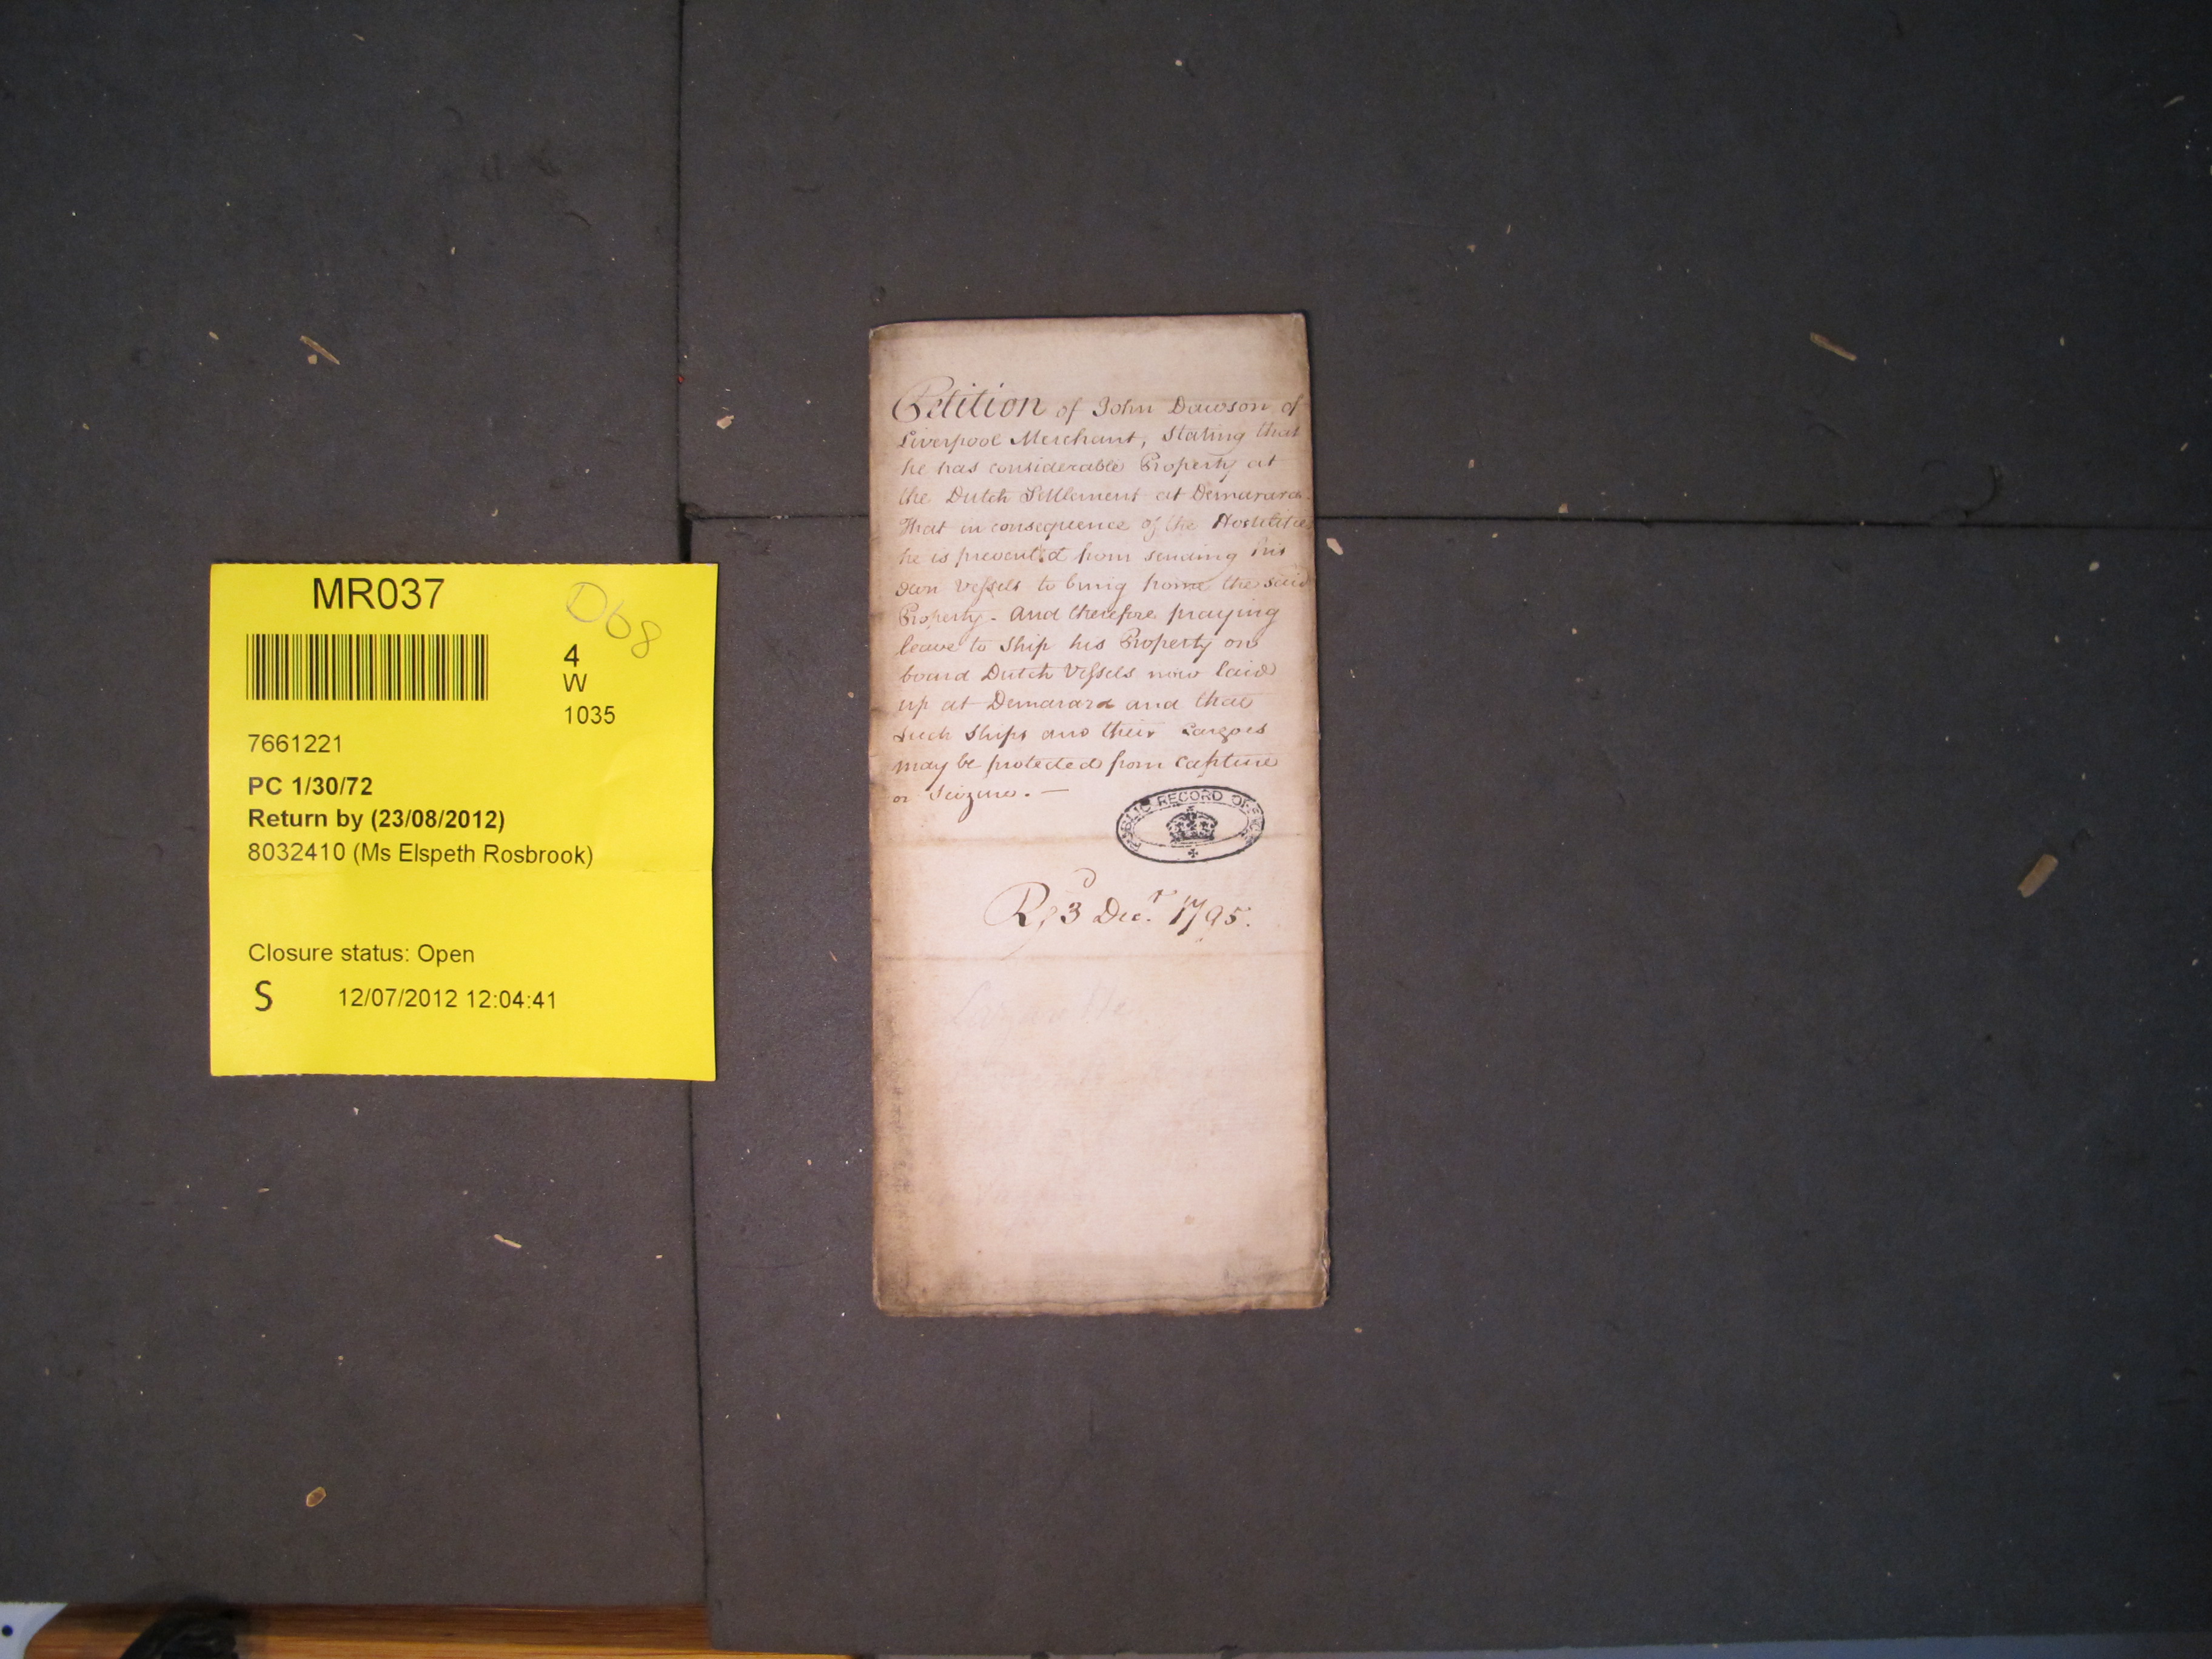 MR037
D68
4
W
1035
7661221
PC 1/30/72
Return by (23/08/2012)
8032410 (Ms Elspeth Rosbrook)
Closure status: Open
S 12/07/2012 12:04:41
Petition of John Dawson of
Liverpool Merchant, Stating that
he has considerable Property at
the Dutch Settlement at Demarara.
That in consequence of the Hostilities
he is prevented from sending his
own Vessels to bring home the said
Property - And therefore praying
leave to Ship his Property on
board Dutch Vessels now laid
up at Demarara and that
such Ships and their Cargoes
may be protected from Capture
or Seizure. —
PUBLIC RECORD OFFICE
Rd 3 Decr. 1795.